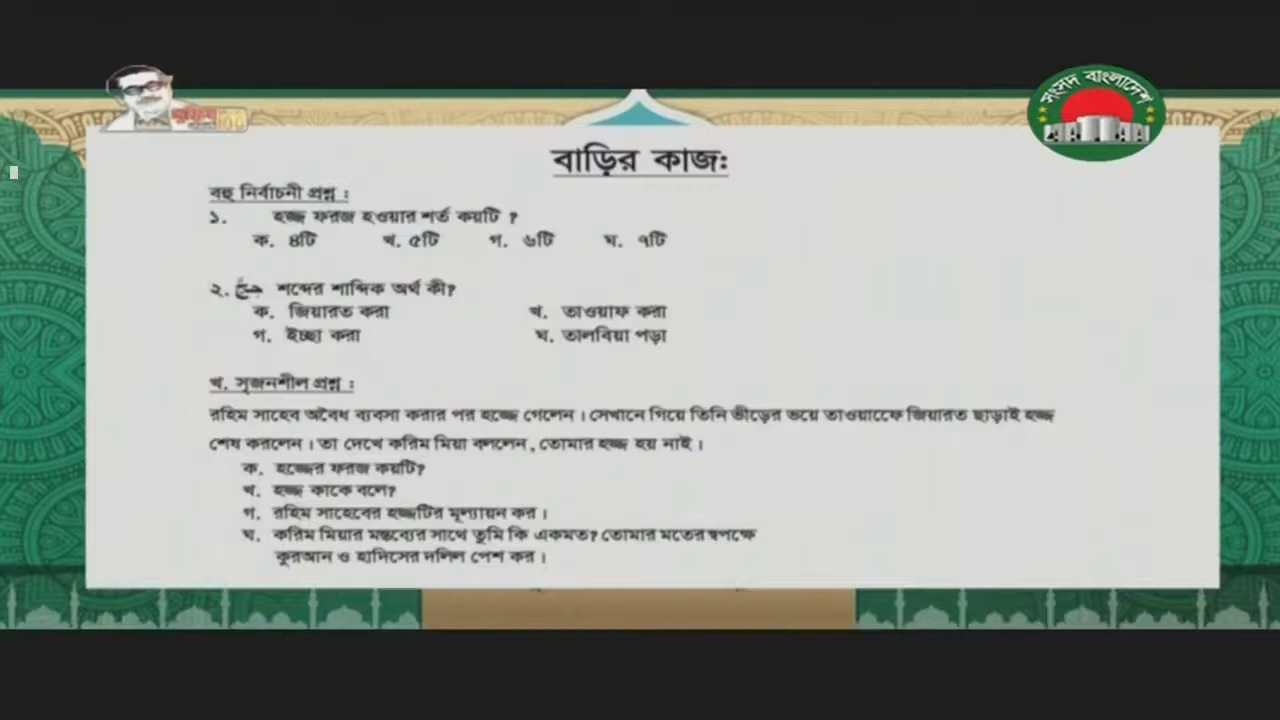 সংসদ বাংলাদেশ
বাড়ির কাজঃ
বহু নির্বাচনী প্রশ্ন :
১. হজ্জ ফরজ হওয়ার শর্ত কয়টি ?
ক. ৪টি খ. ৫টি গ. ৬টি ঘ. ৭টি
২. حج শব্দের শাব্দিক অর্থ কী?
ক. জিয়ারত করা খ. তাওয়াফ করা
গ. ইচ্ছা করা ঘ. তালবিয়া পড়া
খ. সৃজনশীল প্রশ্ন :
রহিম সাহেব অবৈধ ব্যবসা করার পর হজ্জে গেলেন। সেখানে গিয়ে তিনি ভীড়ের ভয়ে তাওয়াফে জিয়ারত ছাড়াই হজ্জ
শেষ করলেন। তা দেখে করিম মিয়া বললেন, তোমার হজ্জ হয় নাই।
ক. হজ্জের ফরজ কয়টি?
খ. হজ্জ কাকে বলে?
গ. রহিম সাহেবের হজ্জটির মূল্যায়ন কর।
ঘ. করিম মিয়ার মন্তব্যের সাথে তুমি কি একমত? তোমার মতের স্বপক্ষে
কুরআন ও হাদিসের দলিল পেশ কর।